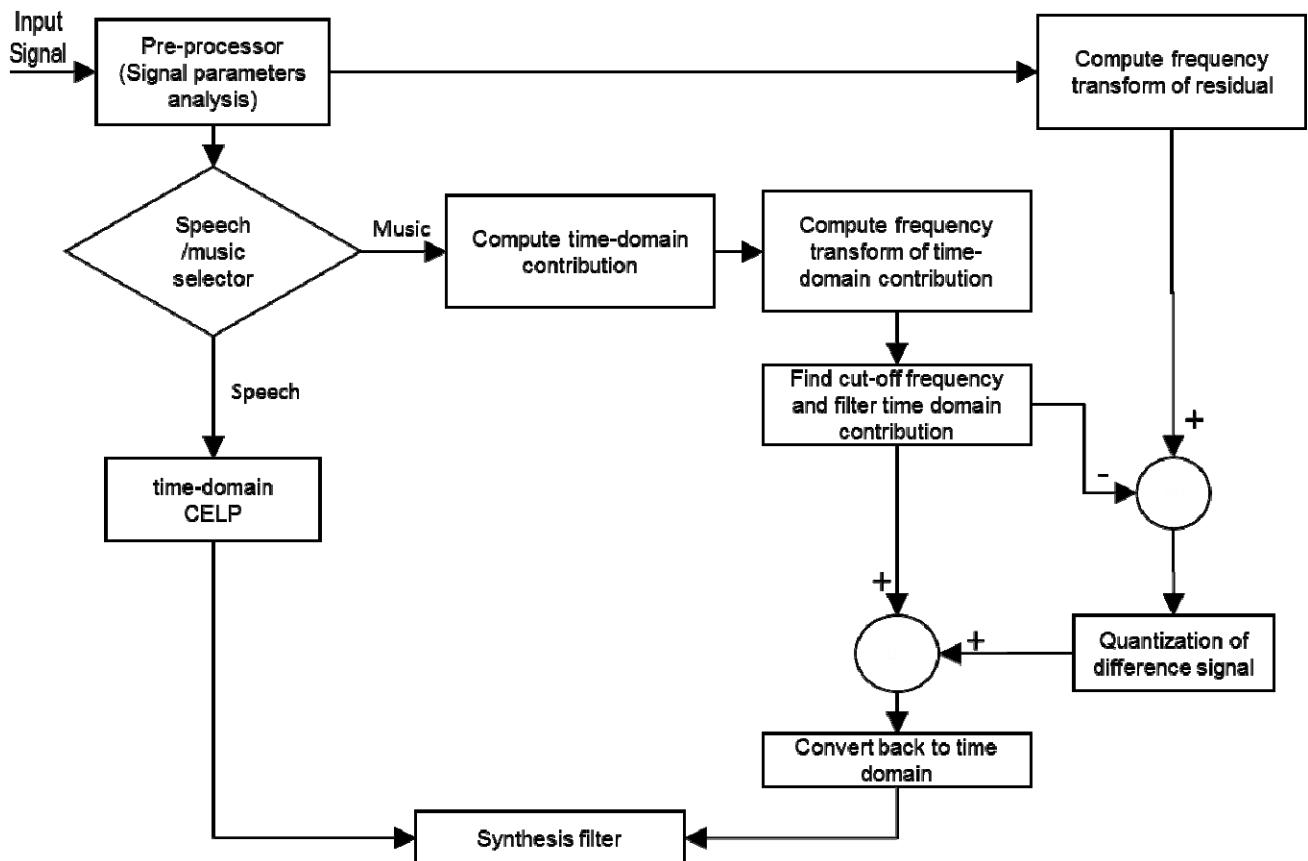 Input
Signal
Pre-processor
(Signal parameters
analysis)
Compute frequency
transform of residual
Speech
/music
selector
Music
Compute time-domain
contribution
Compute frequency
transform of time-
domain contribution
Speech
Find cut-off frequency
and filter time domain
contribution
+
-
time-domain
CELP
+
+
Quantization of
difference signal
Convert back to time
domain
Synthesis filter